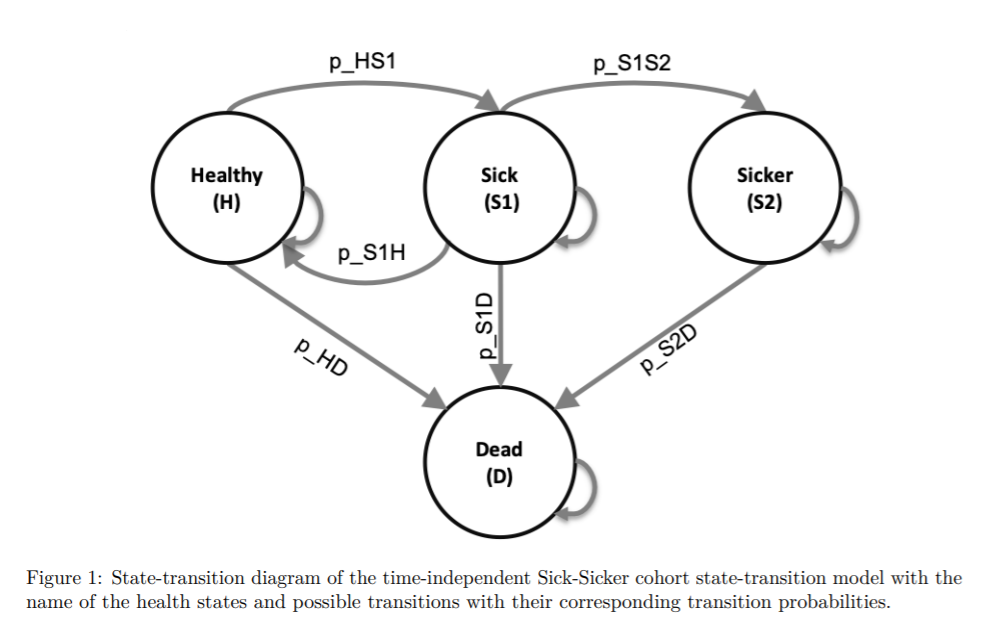 p_HS1
p_S1S2
Healthy
(H)
Sick
(S1)
Sicker
(S2)
p_S1H
p_HD
p_S1D
p_S2D
Dead
(D)
Figure 1: State-transition diagram of the time-independent Sick-Sicker cohort state-transition model with the
name of the health states and possible transitions with their corresponding transition probabilities.